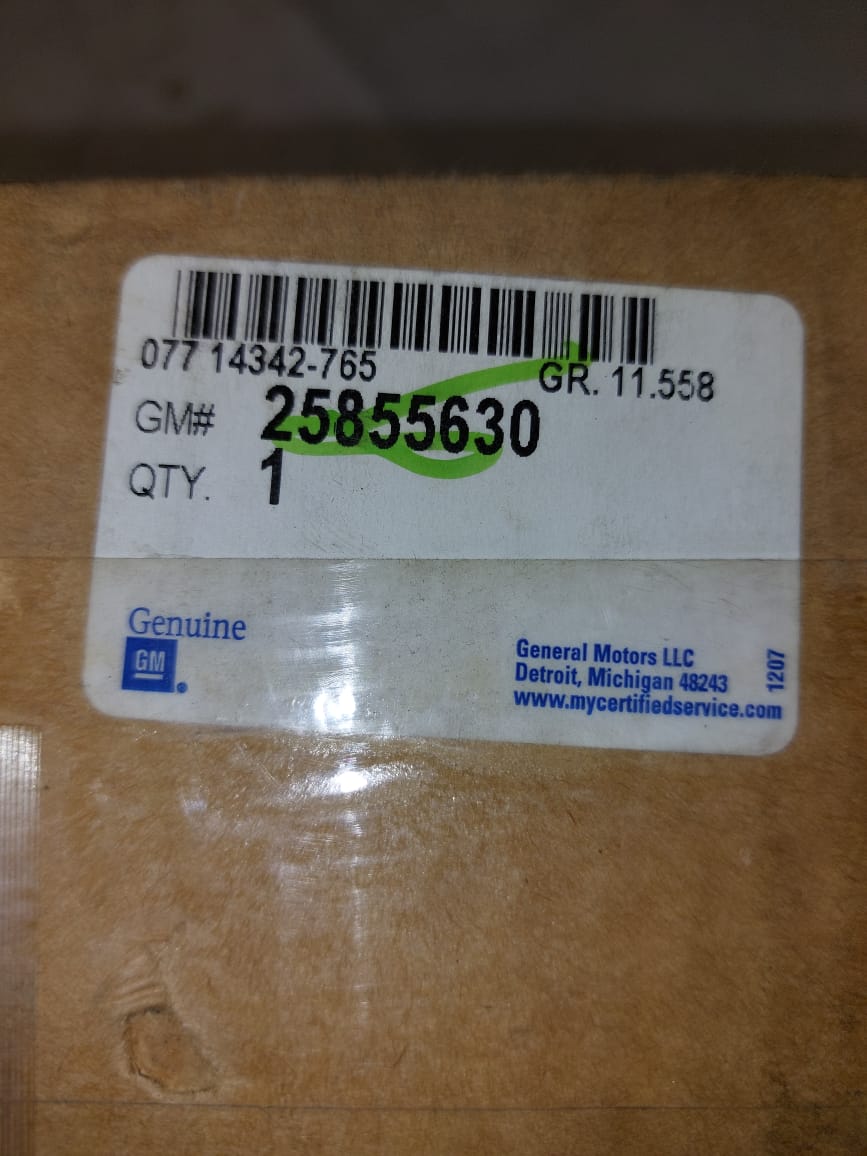 077 14342-765
GR. 11.558
GM# 25855630
QTY. 1
Genuine
GM
®
General Motors LLC
Detroit, Michigan 48243
www.mycertifiedservice.com
1207